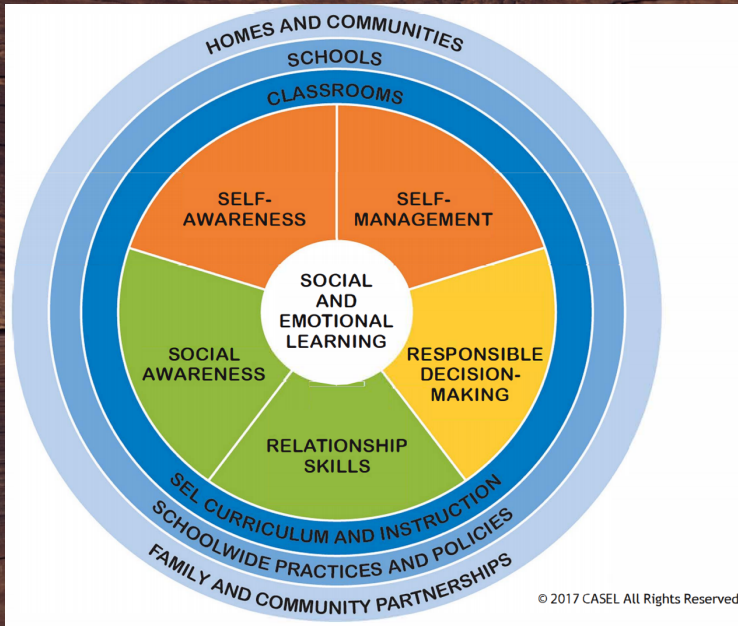 HOMES AND COMMUNITIES
SCHOOLS
CLASSROOMS
SELF-
AWARENESS
SELF-
MANAGEMENT
SOCIAL
AND
EMOTIONAL
LEARNING
SOCIAL
AWARENESS
RESPONSIBLE
DECISION-
MAKING
RELATIONSHIP
SKILLS
SEL CURRICULUM AND INSTRUCTION
SCHOOLWIDE PRACTICES AND POLICIES
FAMILY AND COMMUNITY PARTNERSHIPS
© 2017 CASEL All Rights Reserved